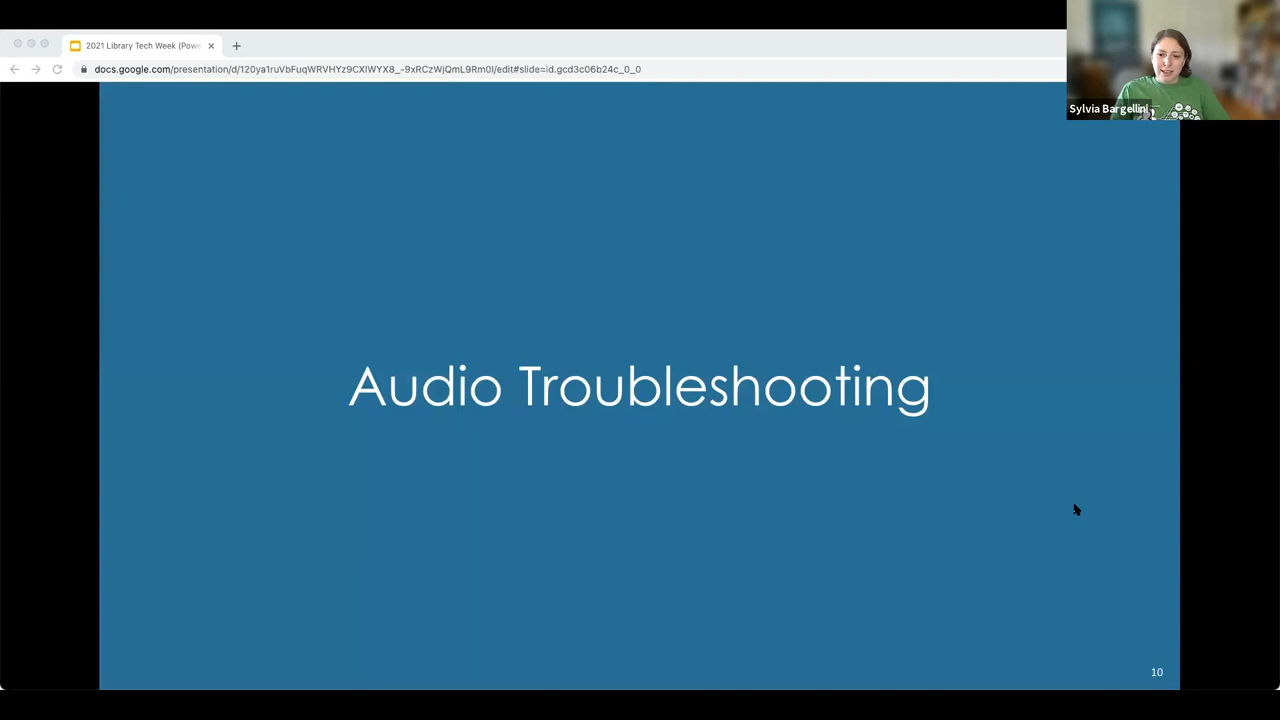 2021 Library Tech Week (Powe
docs.google.com/presentation/d/120ya1ruVbFuqWRVHYz9CXlWYX8_-9xRCzWjQmL9Rm0I/edit#slide=id.gcd3c06b24c_0_0
Sylvia Bargellini
Audio Troubleshooting
10